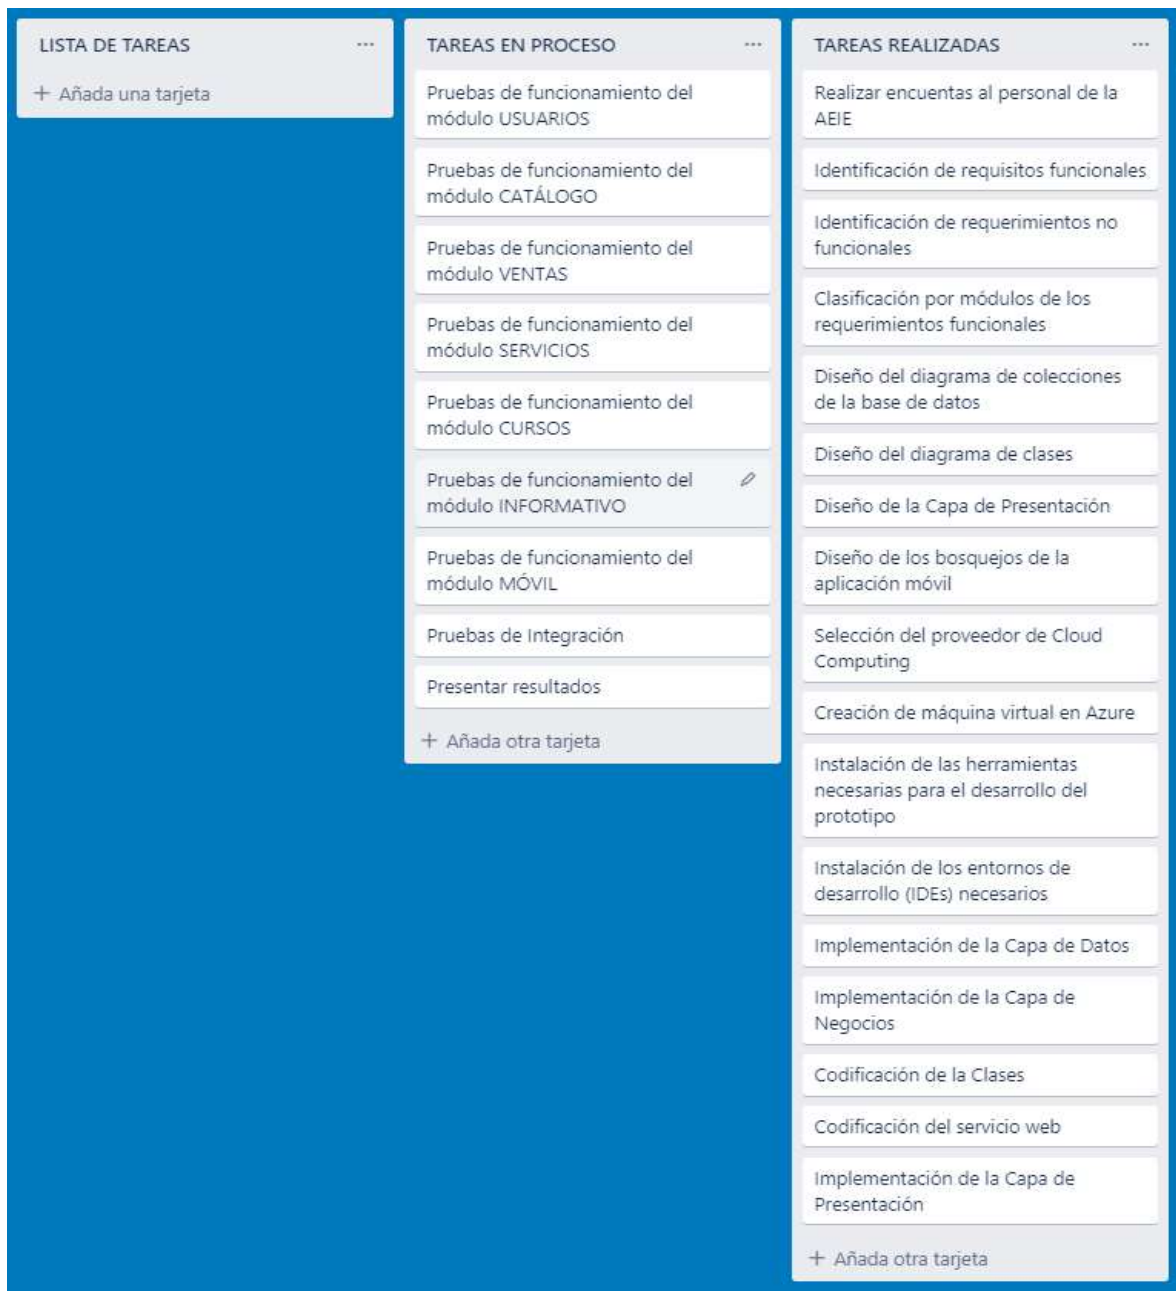 LISTA DE TAREAS
Añada una tarjeta
TAREAS EN PROCESO
Pruebas de funcionamiento del
módulo USUARIOS
Pruebas de funcionamiento del
módulo CATÁLOGO
Pruebas de funcionamiento del
módulo VENTAS
Pruebas de funcionamiento del
módulo SERVICIOS
Pruebas de funcionamiento del
módulo CURSOS
Pruebas de funcionamiento del
módulo INFORMATIVO
Pruebas de funcionamiento del
módulo MÓVIL
Pruebas de Integración
Presentar resultados
Añada otra tarjeta
TAREAS REALIZADAS
Realizar encuentas al personal de la
AEIE
Identificación de requisitos funcionales
Identificación de requerimientos no
funcionales
Clasificación por módulos de los
requerimientos funcionales
Diseño del diagrama de colecciones
de la base de datos
Diseño del diagrama de clases
Diseño de la Capa de Presentación
Diseño de los bosquejos de la
aplicación móvil
Selección del proveedor de Cloud
Computing
Creación de máquina virtual en Azure
Instalación de las herramientas
necesarias para el desarrollo del
prototipo
Instalación de los entornos de
desarrollo (IDEs) necesarios
Implementación de la Capa de Datos
Implementación de la Capa de
Negocios
Codificación de la Clases
Codificación del servicio web
Implementación de la Capa de
Presentación
Añada otra tarjeta